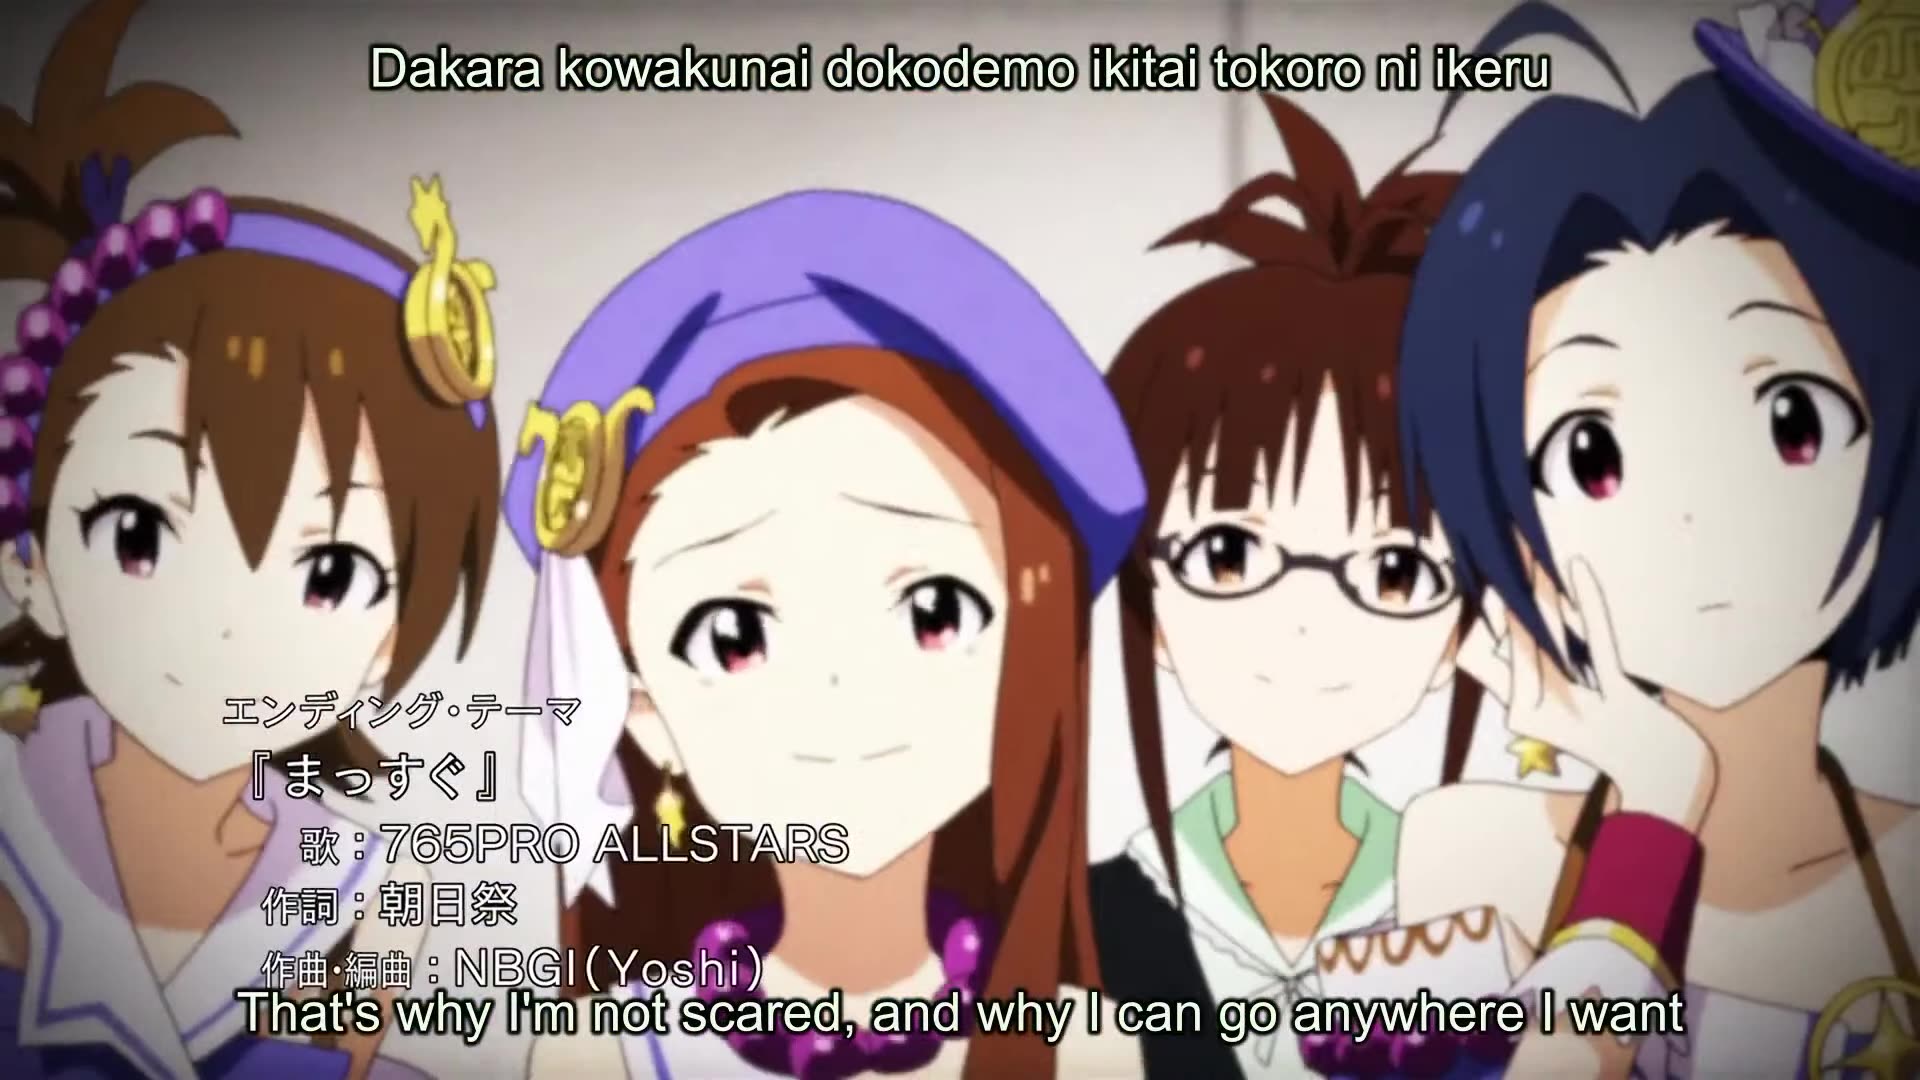 Dakara kowakunai dokodemo ikitai tokoro ni ikeru
エンディング・テーマ
『まっすぐ』
歌：765PRO ALLSTARS
作詞：朝日祭
作曲・編曲：NBGI（Yoshi）
That's why I'm not scared, and why I can go anywhere I want